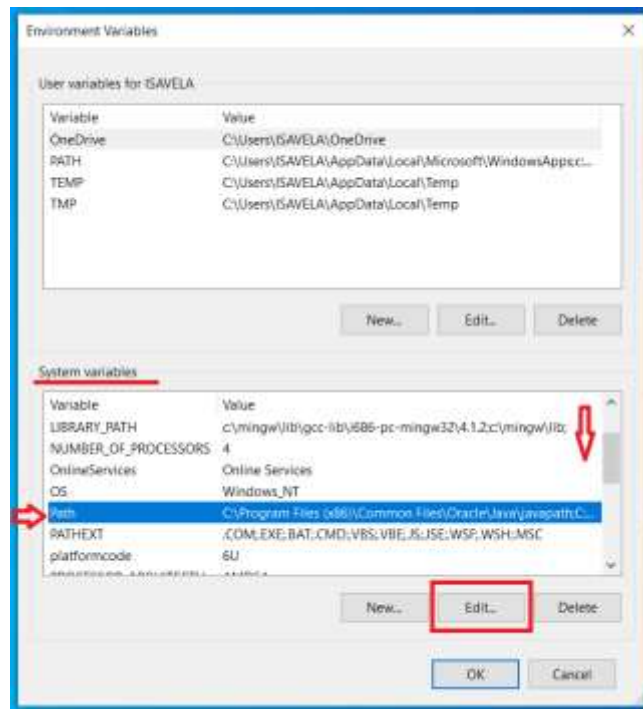 Environment Variables
User variables for ISAVELA
Variable Value
OneDrive C:\Users\ISAVELA\OneDrive
PATH C:\Users\ISAVELA\AppData\Local\Microsoft\WindowsApps;c:...
TEMP C:\Users\ISAVELA\AppData\Local\Temp
TMP C:\Users\ISAVELA\AppData\Local\Temp
New... Edit... Delete
System variables
Variable Value
LIBRARY_PATH c:\mingw\lib\gcc-lib\i686-pc-mingw32\4.1.2;c:\mingw\lib;
NUMBER_OF_PROCESSORS 4
OnlineServices Online Services
OS Windows_NT
Path C:\Program Files (x86)\Common Files\Oracle\Java\javapath;C:...
PATHEXT .COM;.EXE;.BAT;.CMD;.VBS;.VBE;.JS;.JSE;.WSF;.WSH;.MSC
platformcode 6U
New... Edit... Delete
OK Cancel